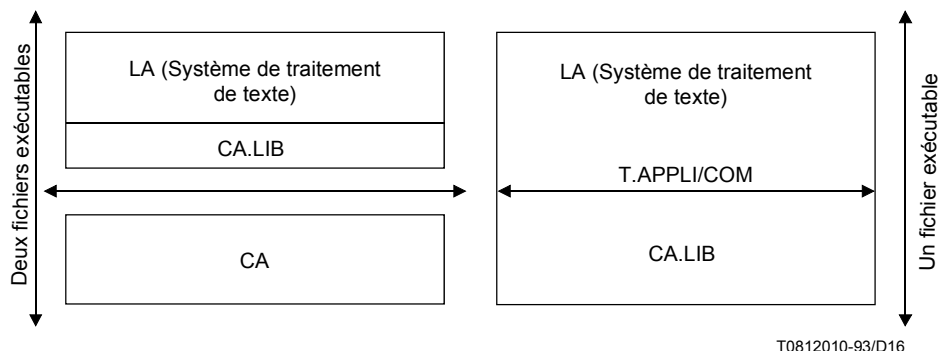 Deux fichiers exécutables
LA (Système de traitement
de texte)
CA.LIB
CA
LA (Système de traitement
de texte)
T.APPLI/COM
CA.LIB
Un fichier exécutable
T0812010-93/D16